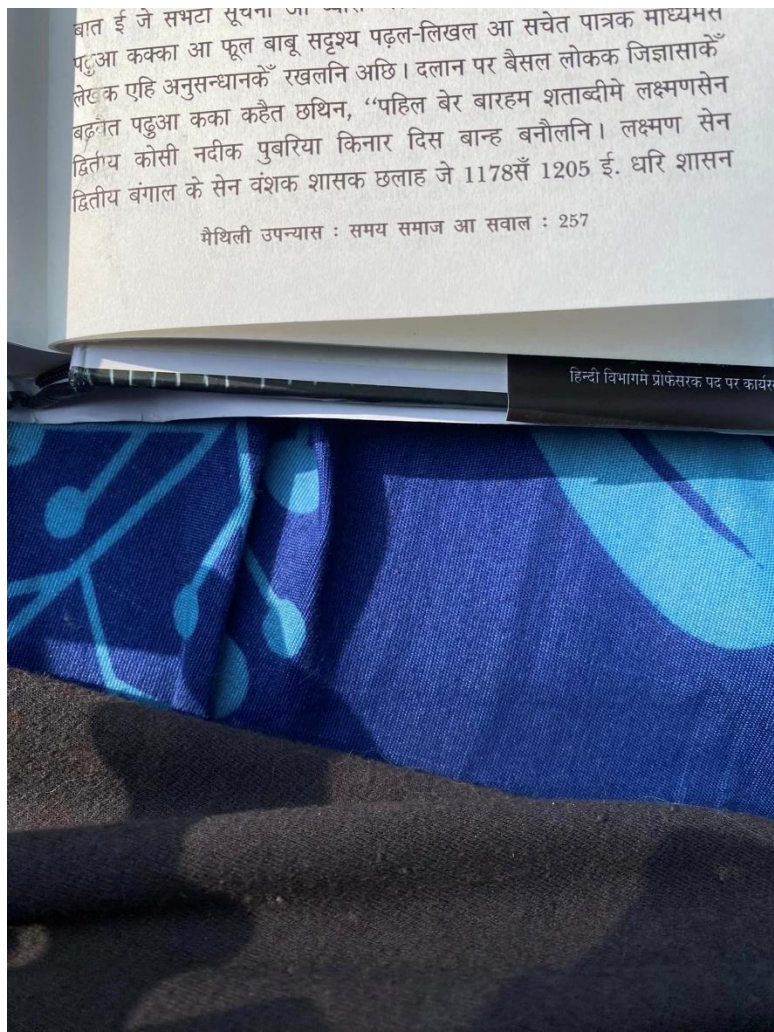 बात ई जे सभटा सूचना आ
पढुआ कक्का आ फूल बाबू सदृश्य पढ़ल-लिखल आ सचेत पात्रक माध्यमसँ
लेखक एहि अनुसन्धानकेँ रखलनि अछि। दलान पर बैसल लोकक जिज्ञासाकेँ
बढ़बैत पढुआ कका कहैत छथिन, “पहिल बेर बारहम शताब्दीमे लक्ष्मणसेन
द्वितीय कोसी नदीक पुबरिया किनार दिस बान्ह बनौलनि। लक्ष्मण सेन
द्वितीय बंगाल के सेन वंशक शासक छलाह जे 1178सँ 1205 ई. धरि शासन
मैथिली उपन्यास : समय समाज आ सवाल : 257
हिन्दी विभागमे प्रोफेसरक पद पर